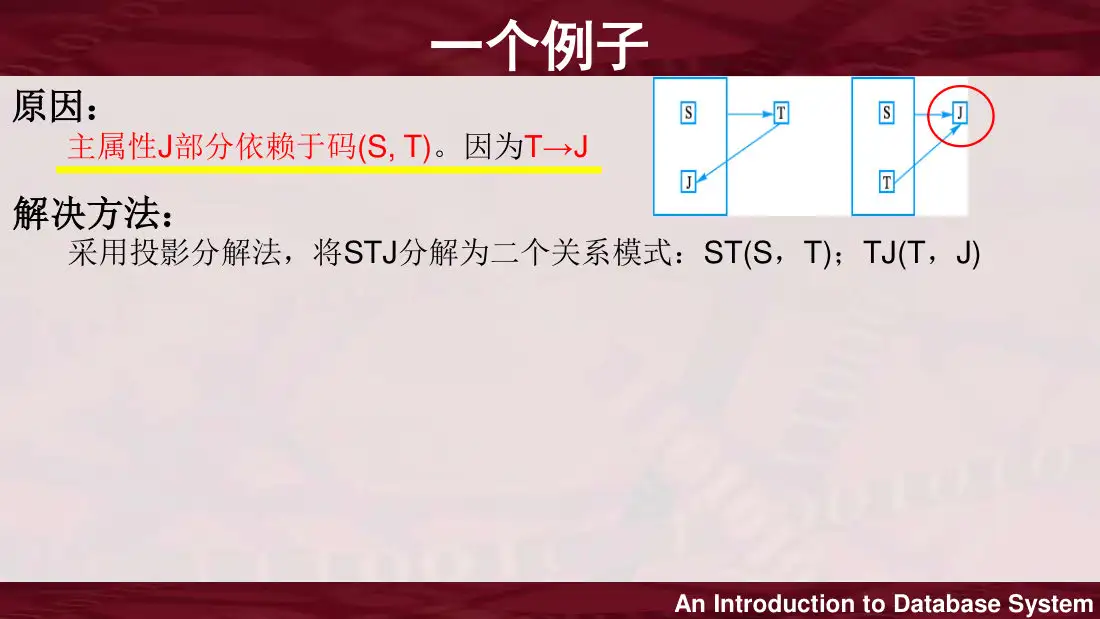 一个例子
原因：
主属性J部分依赖于码(S, T)。因为T→J
S T J
S J T
解决方法：
采用投影分解法，将STJ分解为二个关系模式：ST(S，T)；TJ(T，J)
An Introduction to Database System